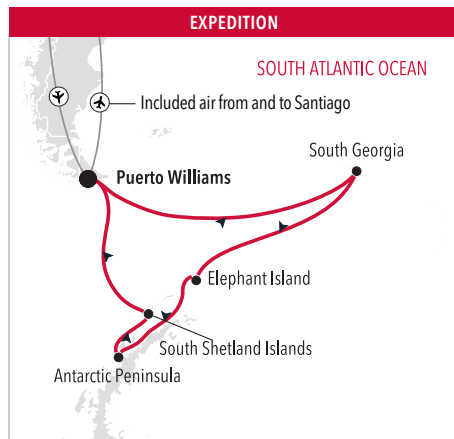 EXPEDITION
SOUTH ATLANTIC OCEAN
Included air from and to Santiago
South Georgia
Puerto Williams
Elephant Island
South Shetland Islands
Antarctic Peninsula